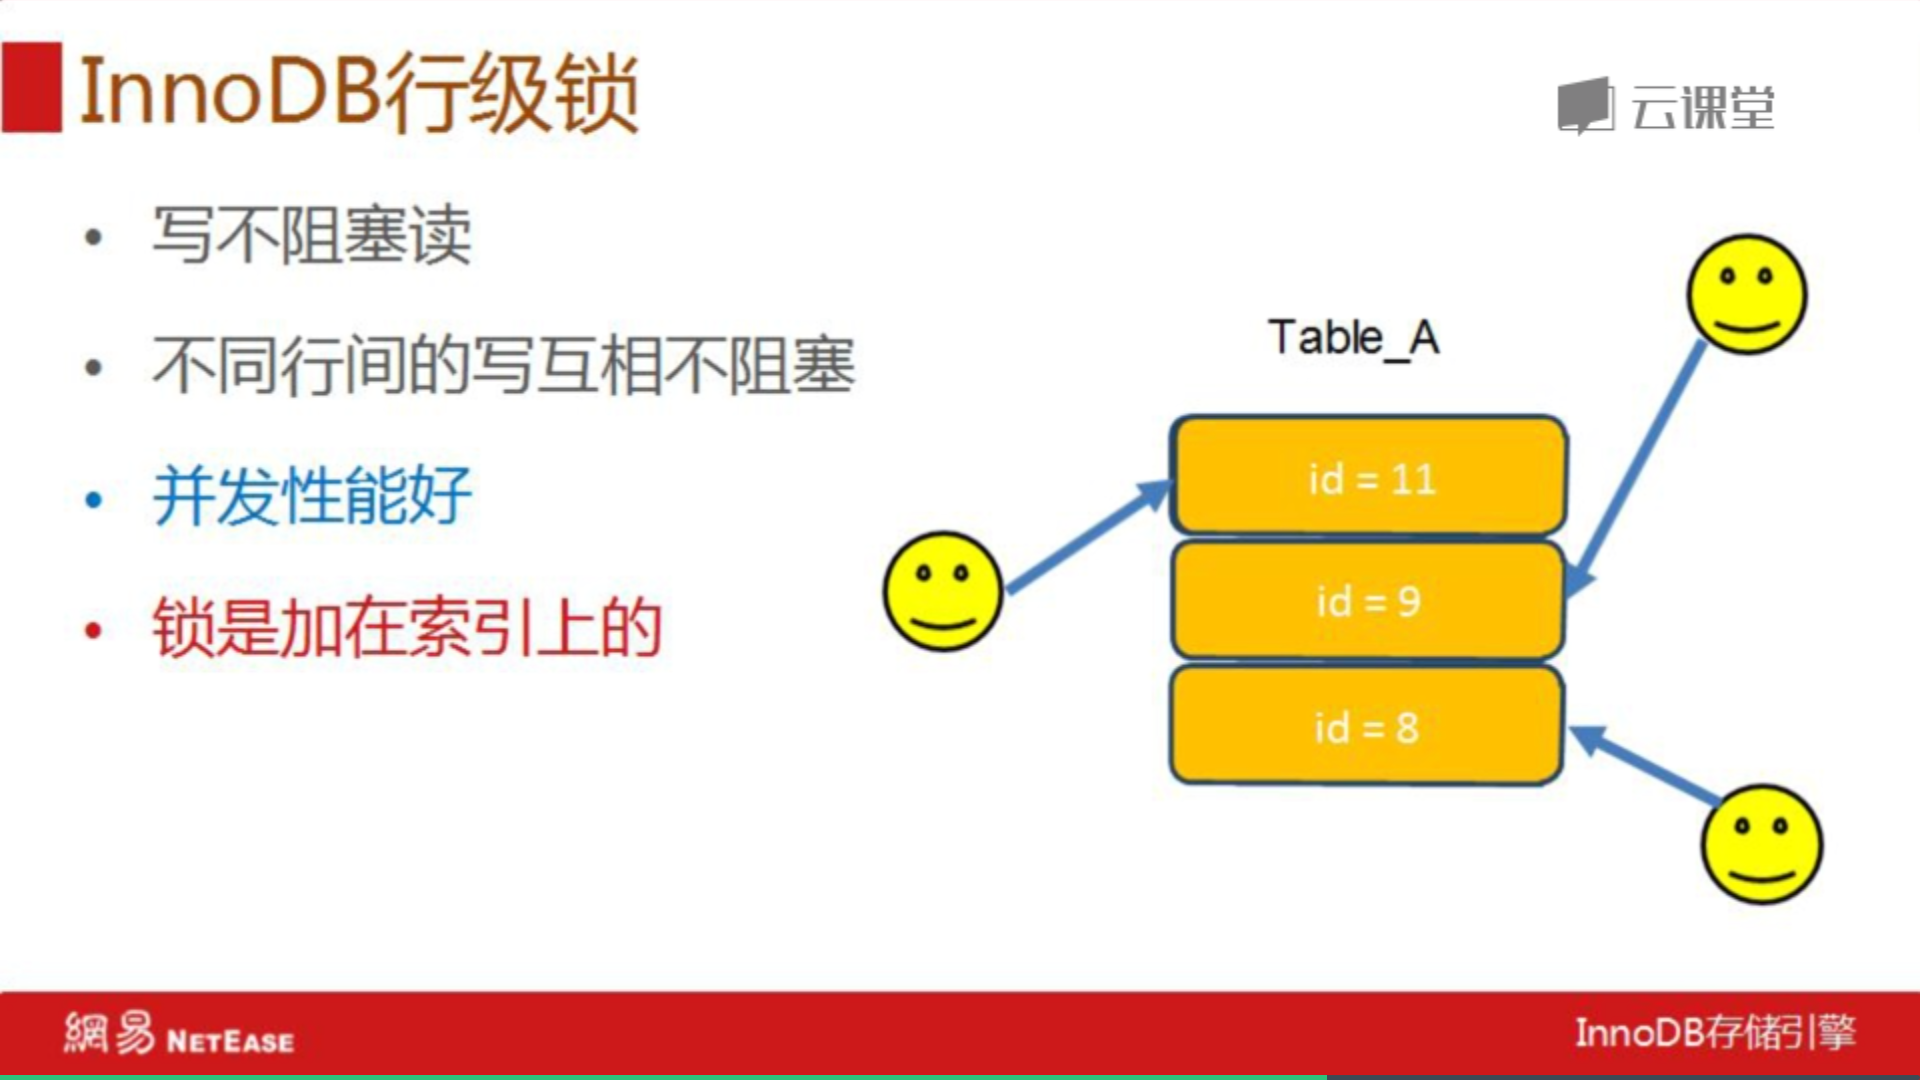 InnoDB行级锁
云课堂
• 写不阻塞读
• 不同行间的写互相不阻塞
• 并发性能好
• 锁是加在索引上的
Table_A
id = 11
id = 9
id = 8
網易 NETEASE
InnoDB存储引擎